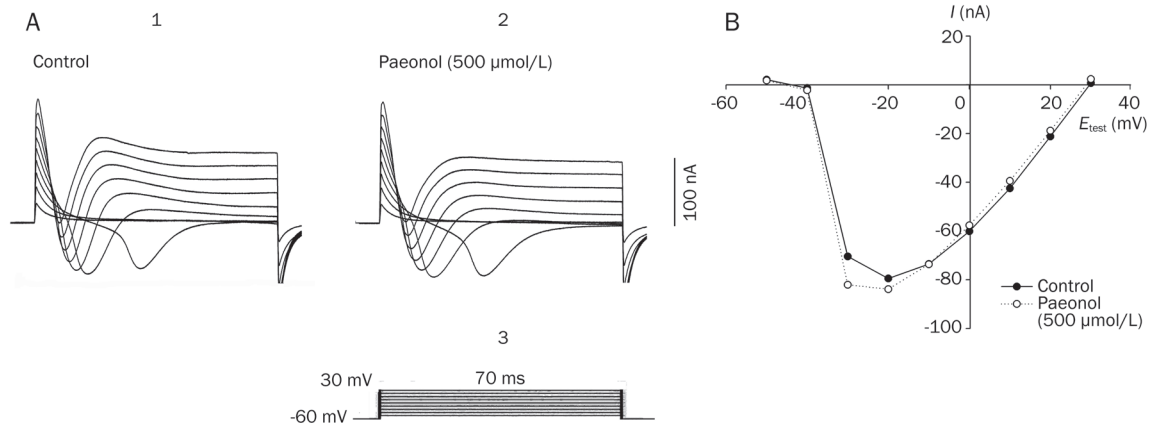 A
1
2
Control
Paeonol (500 µmol/L)
100 nA
3
30 mV
70 ms
-60 mV
B
I (nA)
20
-60
-40
-20
0
20
40
Etest (mV)
-20
-40
-60
-80
-100
Control
Paeonol
(500 µmol/L)